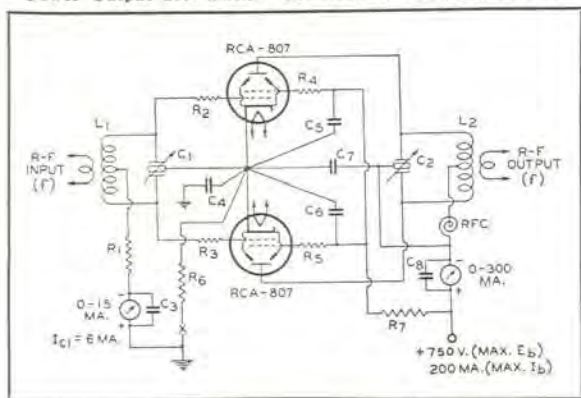 RCA-807
R4
R2
L1
L2
C5
R-F
INPUT
(f)
C1
C7
C2
R-F
OUTPUT
(f)
C4
C6
RFC
R1
R3
R5
R6
RCA-807
C8
0-300
MA.
0-15
MA.
C3
R7
IC1 = 6 MA.
+750 V. (MAX. Eb)
200 MA. (MAX. Ib)